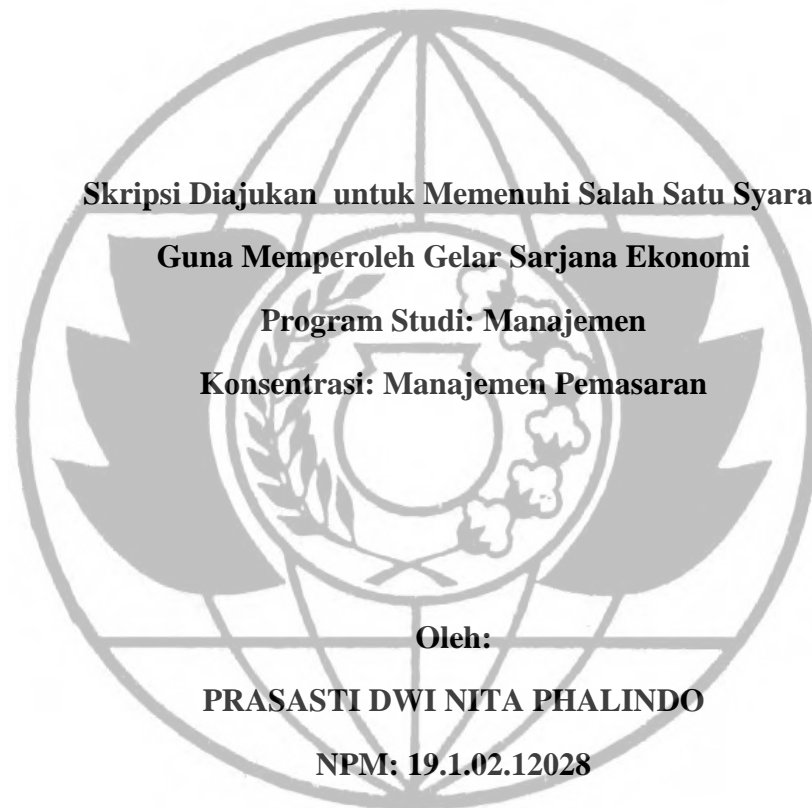 Skripsi Diajukan untuk Memenuhi Salah Satu Syara
Guna Memperoleh Gelar Sarjana Ekonomi
Program Studi: Manajemen
Konsentrasi: Manajemen Pemasaran
Oleh:
PRASASTI DWI NITA PHALINDO
NPM: 19.1.02.12028